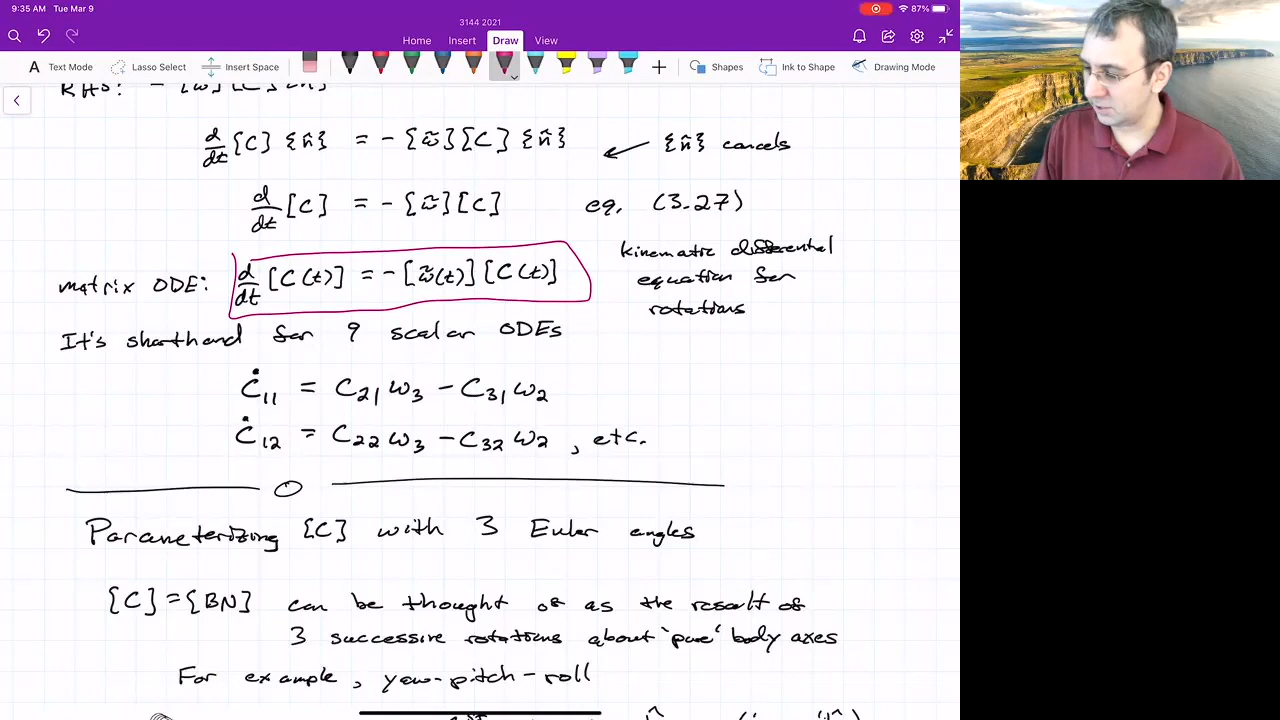 9:35 AM Tue Mar 9
87%
3144 2021
Home Insert Draw View
Text Mode Lasso Select Insert Space Shapes Ink to Shape Drawing Mode
RHS:
d/dt [C] {n̂} = - [ω̃][C] {n̂} ← {n̂} cancels
d/dt [C] = - [ω̃][C] eq. (3.27)
matrix ODE: d/dt [C(t)] = - [ω̃(t)][C(t)]
kinematic differential
equation for
rotations
It's shorthand for 9 scalar ODEs
Ċ₁₁ = C₂₁ ω₃ - C₃₁ ω₂
Ċ₁₂ = C₂₂ ω₃ - C₃₂ ω₂ , etc.
Parameterizing [C] with 3 Euler angles
[C] = [BN] can be thought of as the result of
3 successive rotations about 'pure' body axes
For example, yaw-pitch-roll